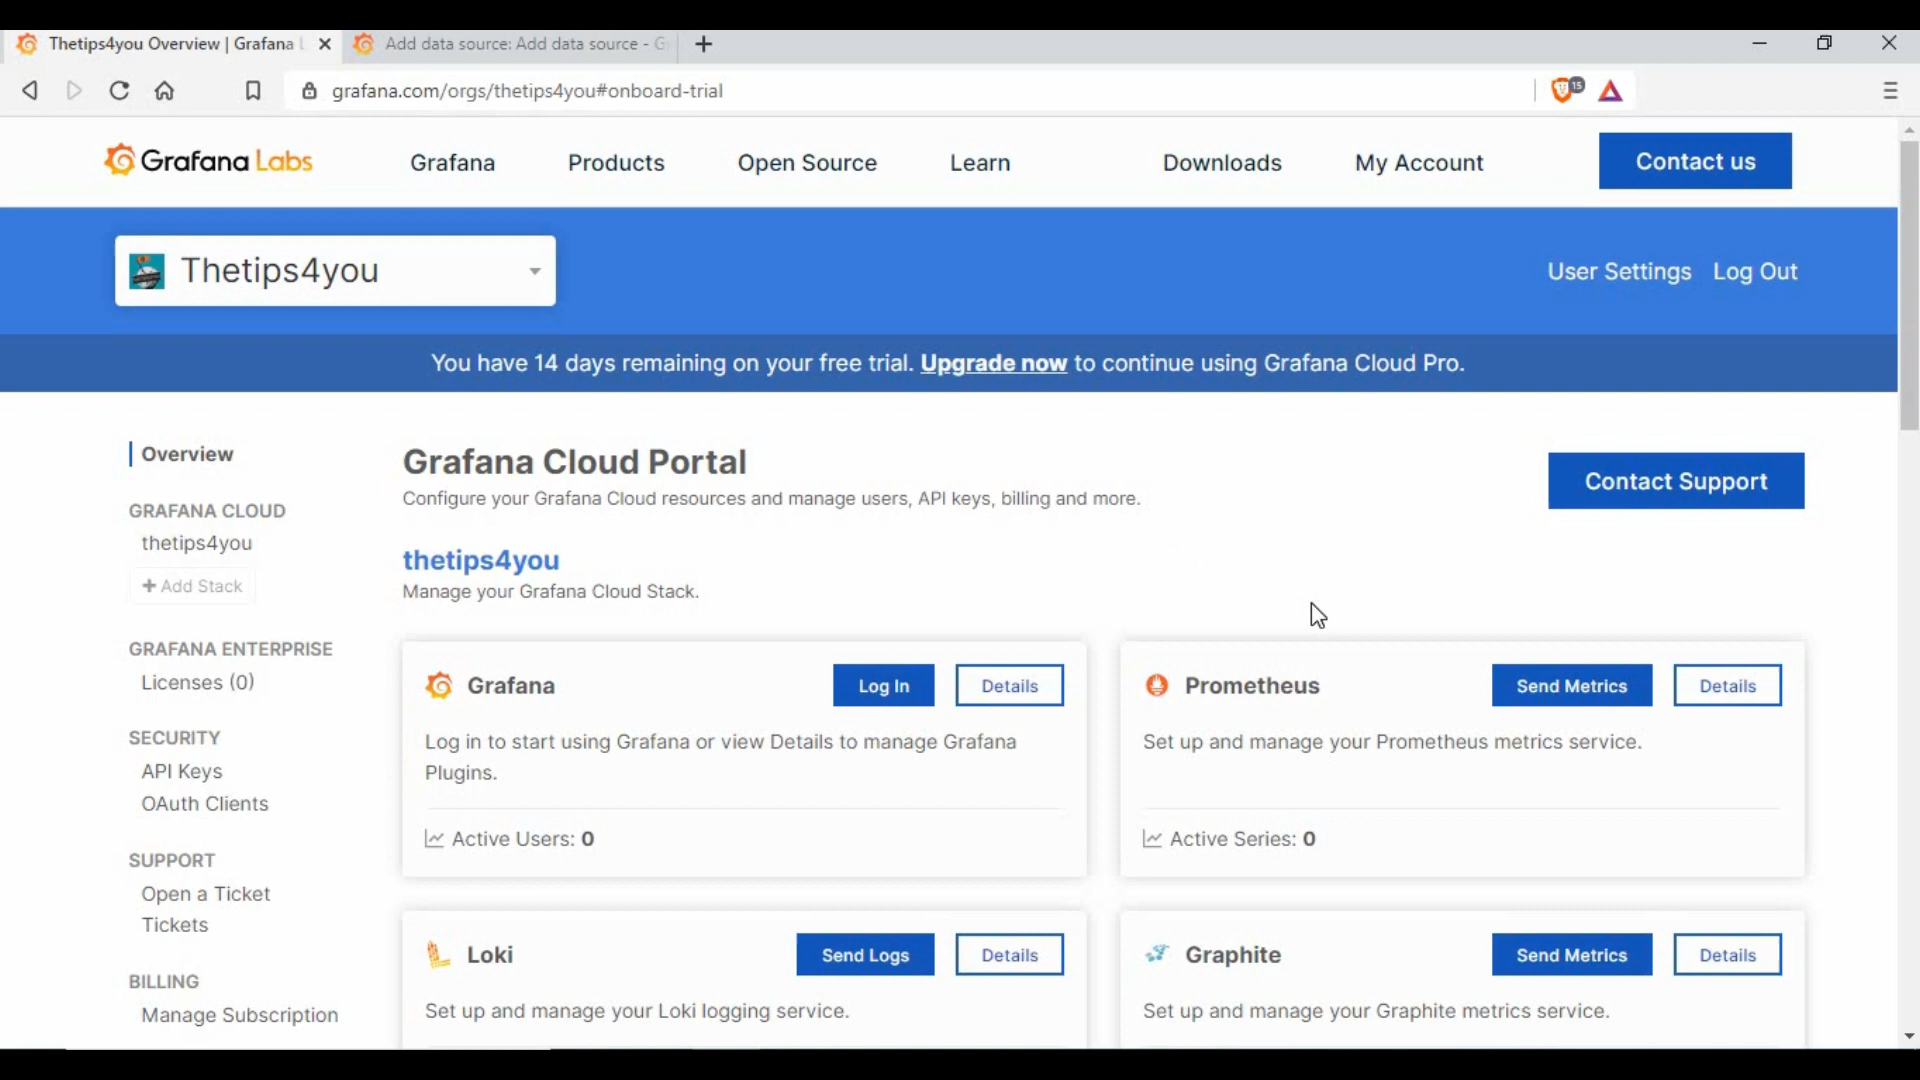 Thetips4you Overview | Grafana L
Add data source: Add data source - G
grafana.com/orgs/thetips4you#onboard-trial
15
Grafana Labs
Grafana
Products
Open Source
Learn
Downloads
My Account
Contact us
Thetips4you
User Settings
Log Out
You have 14 days remaining on your free trial. Upgrade now to continue using Grafana Cloud Pro.
Overview
GRAFANA CLOUD
thetips4you
+ Add Stack
GRAFANA ENTERPRISE
Licenses (0)
SECURITY
API Keys
OAuth Clients
SUPPORT
Open a Ticket
Tickets
BILLING
Manage Subscription
Grafana Cloud Portal
Configure your Grafana Cloud resources and manage users, API keys, billing and more.
Contact Support
thetips4you
Manage your Grafana Cloud Stack.
Grafana
Log In
Details
Log in to start using Grafana or view Details to manage Grafana
Plugins.
Active Users: 0
Prometheus
Send Metrics
Details
Set up and manage your Prometheus metrics service.
Active Series: 0
Loki
Send Logs
Details
Set up and manage your Loki logging service.
Graphite
Send Metrics
Details
Set up and manage your Graphite metrics service.